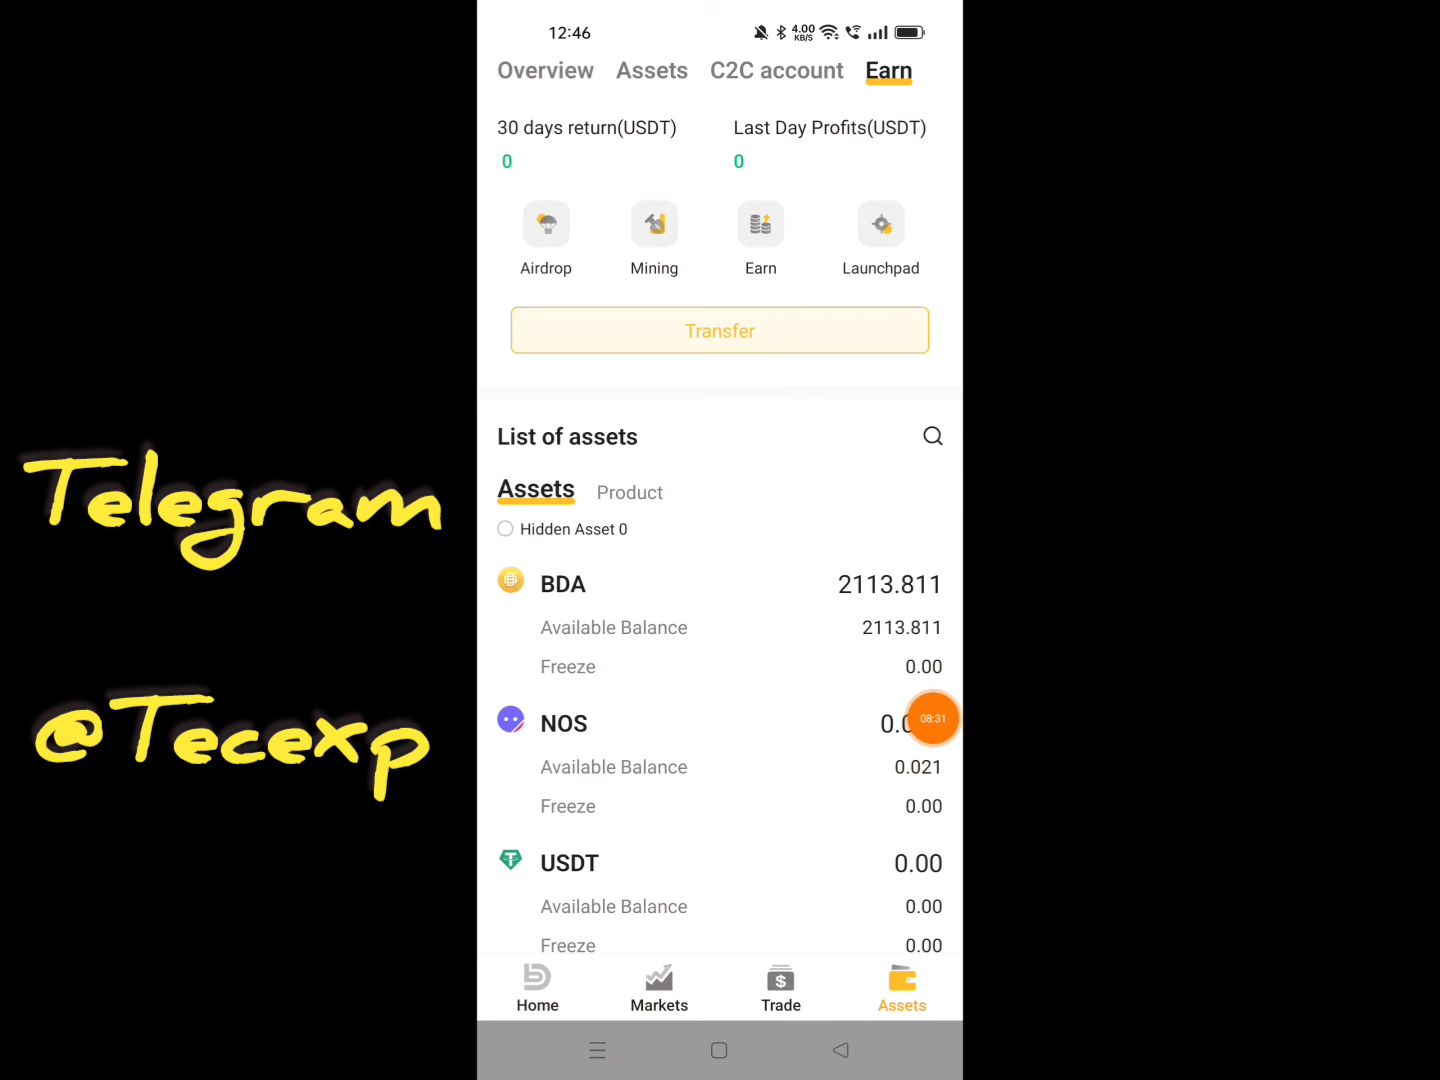 12:46
4.00
KB/S
Overview Assets C2C account Earn
30 days return(USDT) Last Day Profits(USDT)
0 0
Airdrop Mining Earn Launchpad
Transfer
List of assets
Assets Product
Hidden Asset 0
BDA 2113.811
Available Balance 2113.811
Freeze 0.00
NOS
08:31
Available Balance 0.021
Freeze 0.00
USDT 0.00
Available Balance 0.00
Freeze 0.00
Home Markets Trade Assets
Telegram
@Tecexp